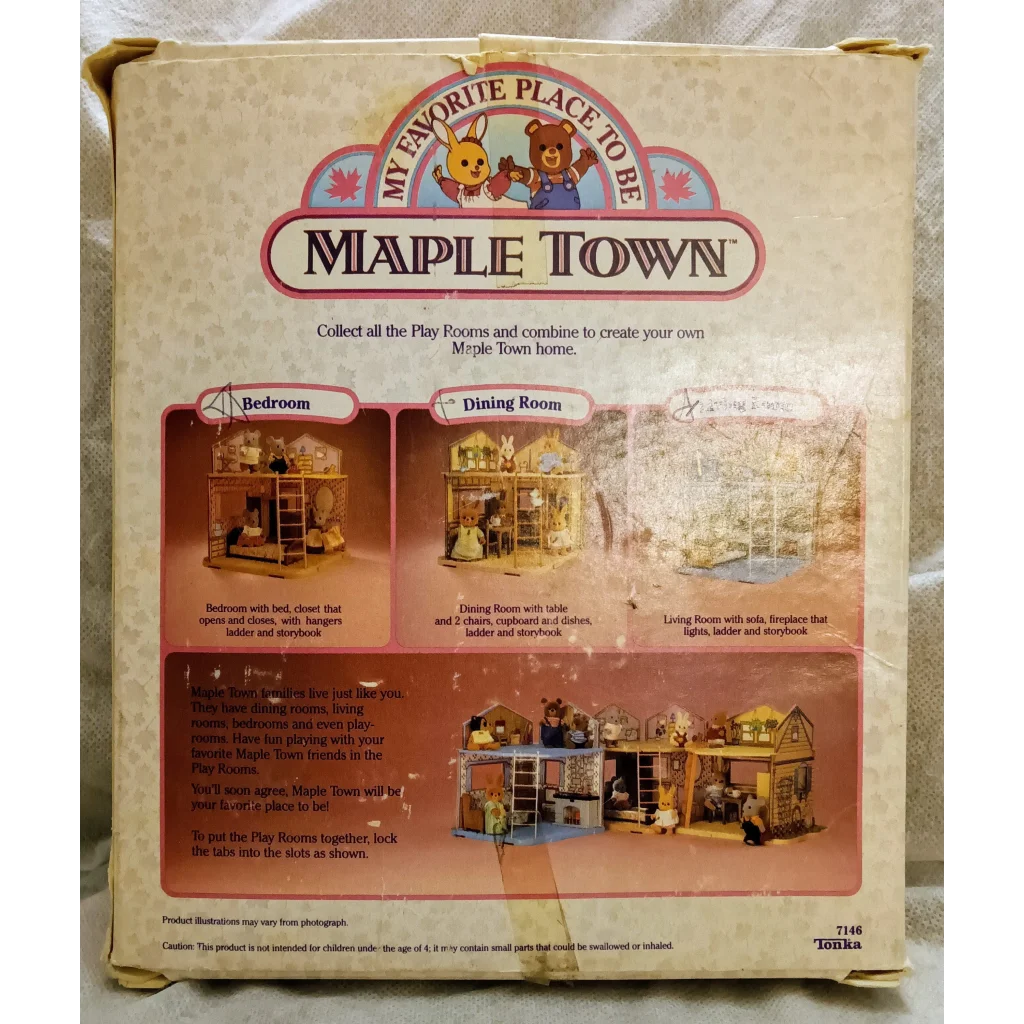 MY FAVORITE PLACE TO BE
MAPLE TOWN™
Collect all the Play Rooms and combine to create your own
Maple Town home.
Bedroom
Dining Room
Living Room
Bedroom with bed, closet that
opens and closes, with hangers
ladder and storybook
Dining Room with table
and 2 chairs, cupboard and dishes,
ladder and storybook
Living Room with sofa, fireplace that
lights, ladder and storybook
Maple Town families live just like you.
They have dining rooms, living
rooms, bedrooms and even play-
rooms. Have fun playing with your
favorite Maple Town friends in the
Play Rooms.
You'll soon agree, Maple Town will be
your favorite place to be!
To put the Play Rooms together, lock
the tabs into the slots as shown.
Product illustrations may vary from photograph.
Caution: This product is not intended for children under the age of 4; it may contain small parts that could be swallowed or inhaled.
7146
Tonka